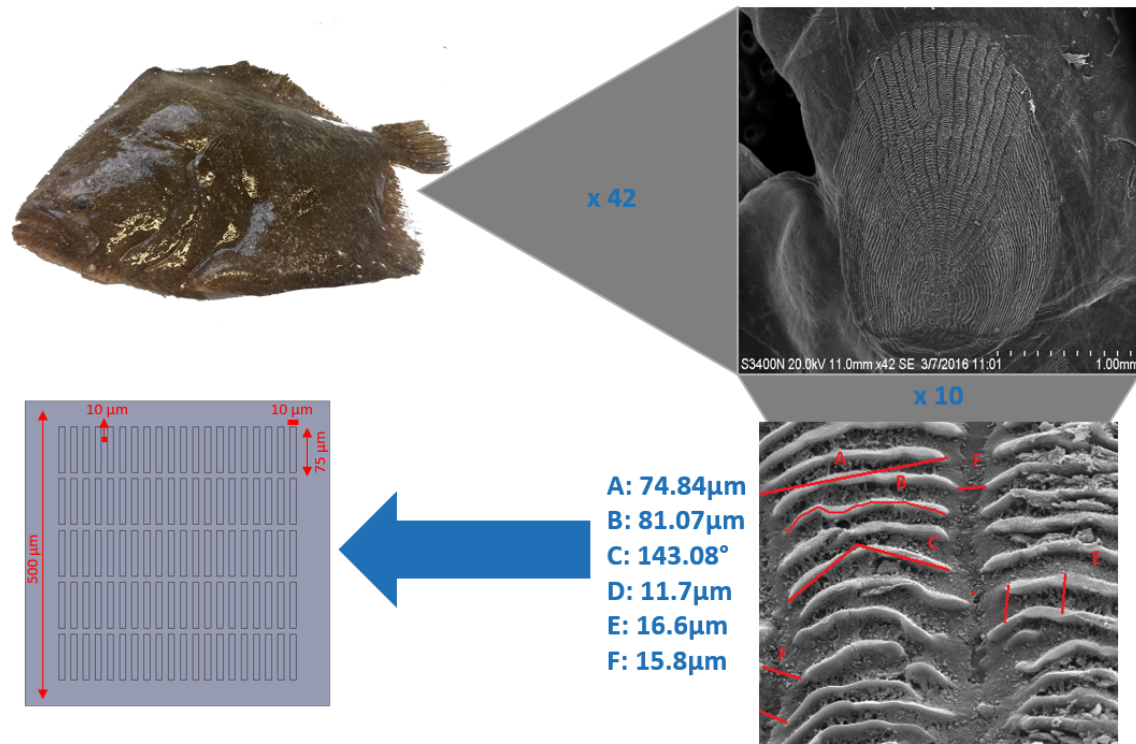 x 42
S3400N 20.0kV 11.0mm x42 SE 3/7/2016 11:01
1.00mm
x 10
10 µm
10 µm
75 µm
500 µm
A: 74.84µm
B: 81.07µm
C: 143.08°
D: 11.7µm
E: 16.6µm
F: 15.8µm
A
F
B
C
E
F